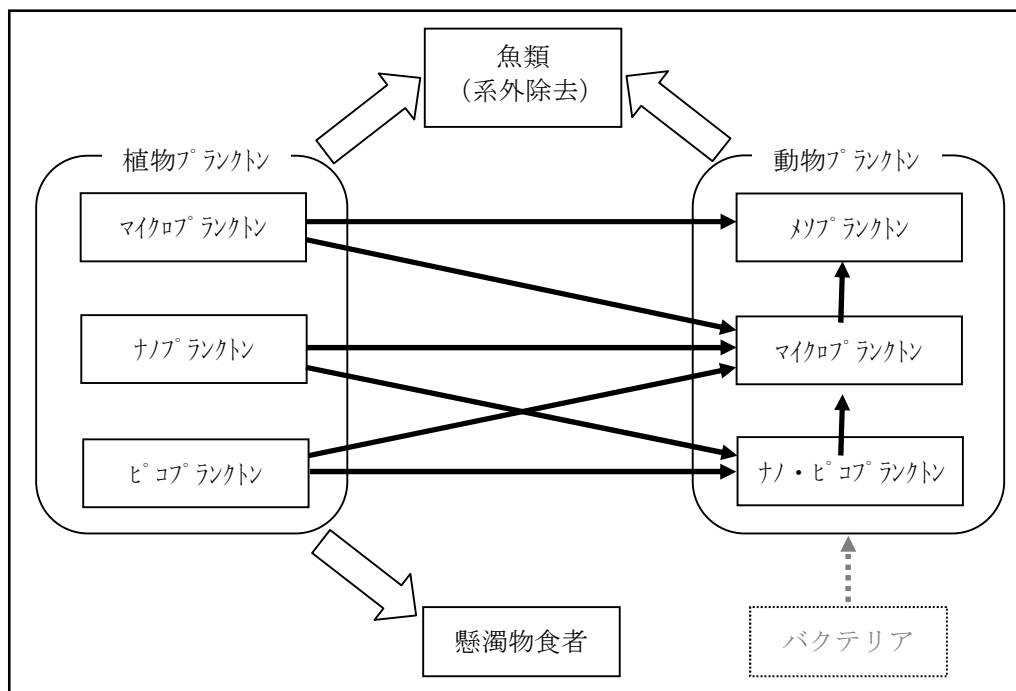 魚類
（系外除去）
植物ﾌﾟﾗﾝｸﾄﾝ
動物ﾌﾟﾗﾝｸﾄﾝ
ﾏｲｸﾛﾌﾟﾗﾝｸﾄﾝ
ﾒｿﾌﾟﾗﾝｸﾄﾝ
ﾅﾉﾌﾟﾗﾝｸﾄﾝ
ﾏｲｸﾛﾌﾟﾗﾝｸﾄﾝ
ﾋﾟｺﾌﾟﾗﾝｸﾄﾝ
ﾅﾉ・ﾋﾟｺﾌﾟﾗﾝｸﾄﾝ
懸濁物食者
バクテリア